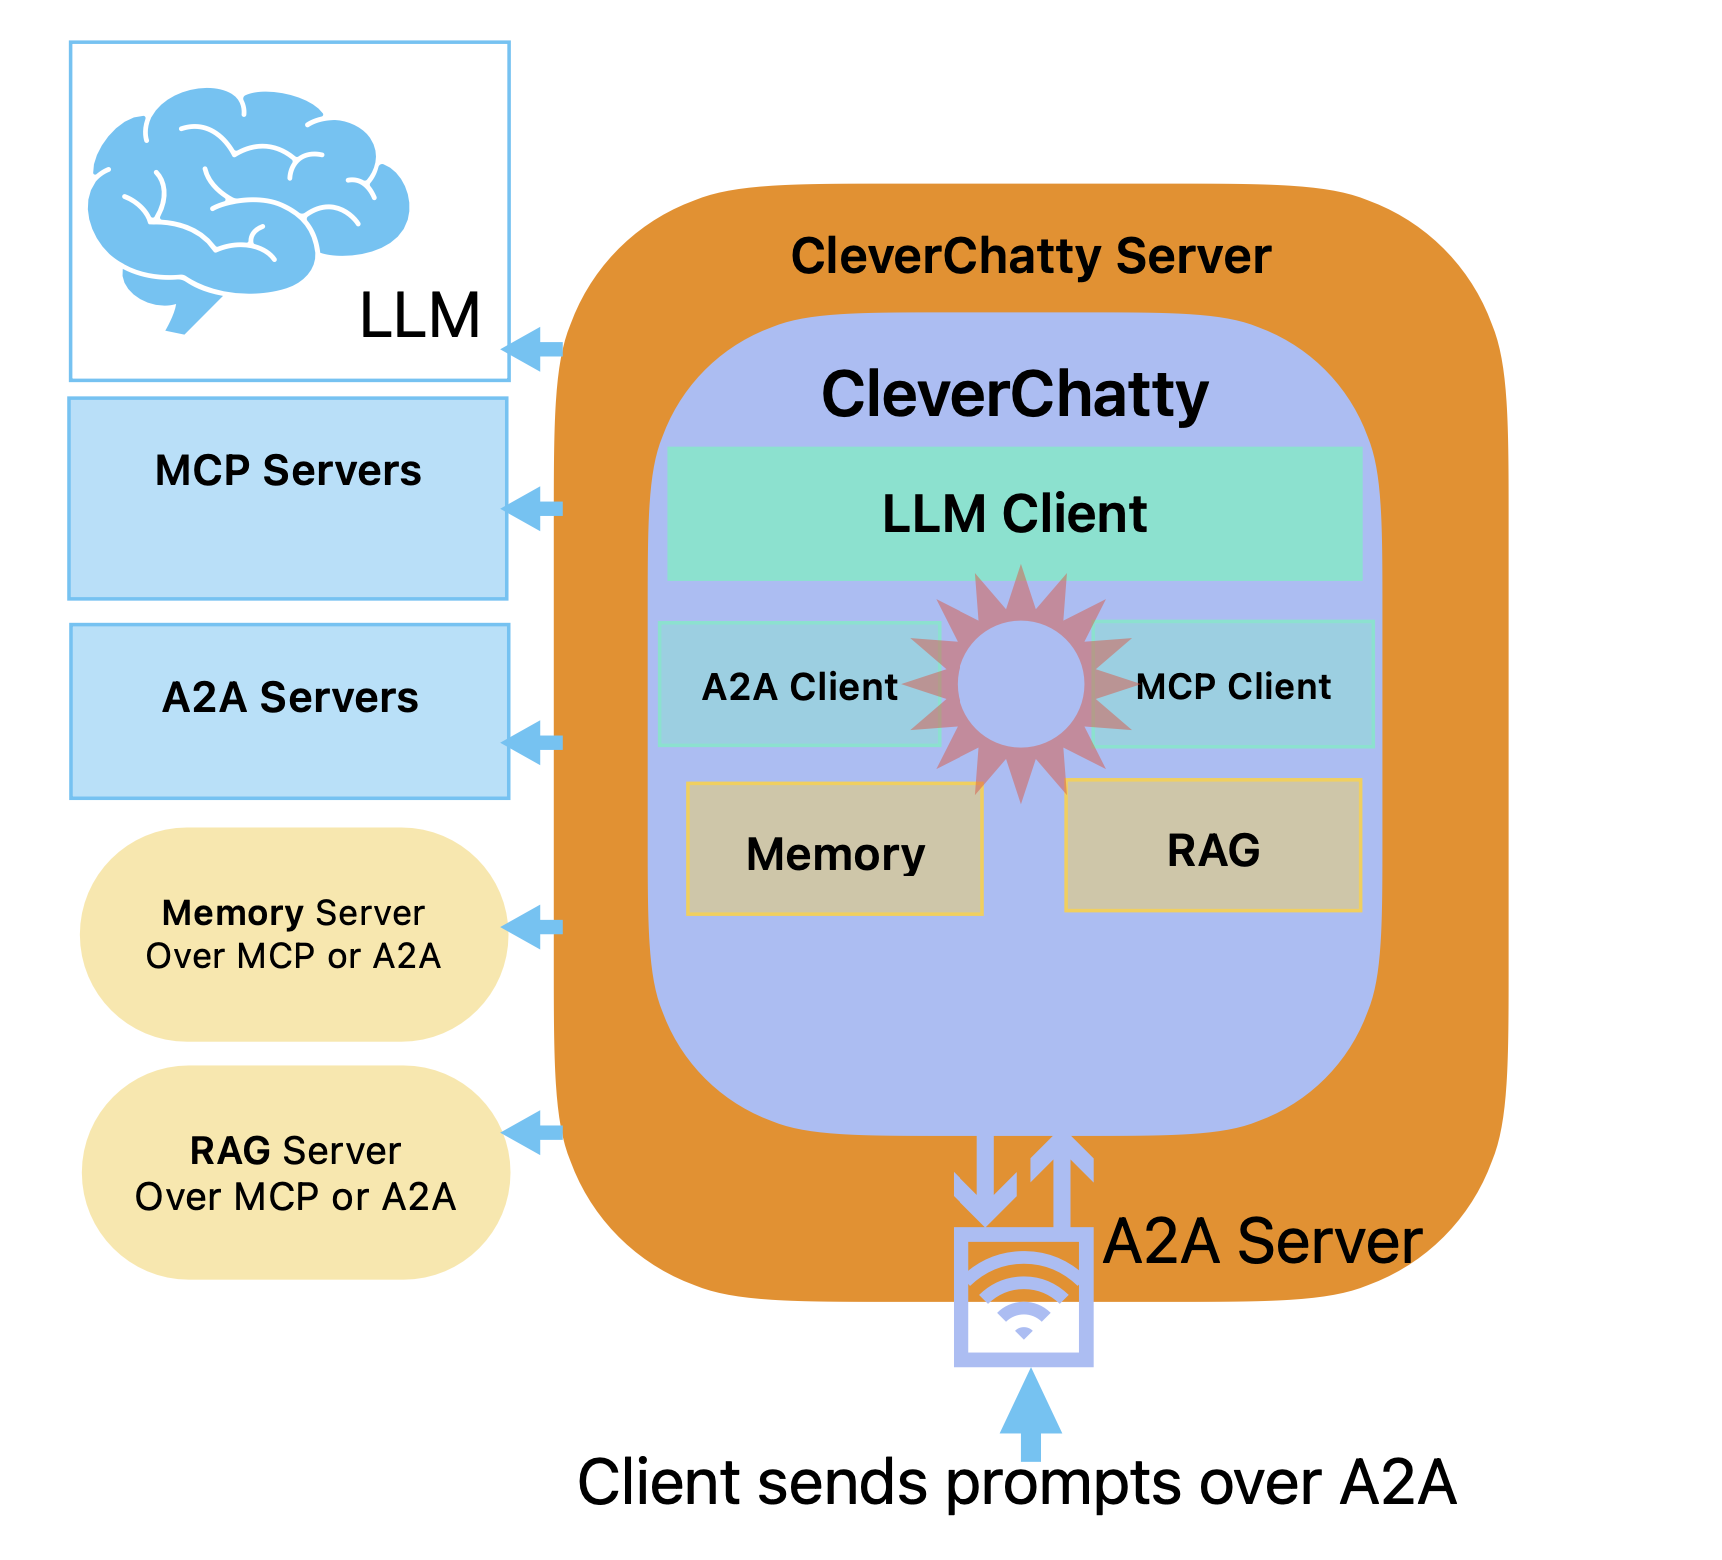 LLM
MCP Servers
A2A Servers
Memory Server
Over MCP or A2A
RAG Server
Over MCP or A2A
CleverChatty Server
CleverChatty
LLM Client
A2A Client
MCP Client
Memory
RAG
A2A Server
Client sends prompts over A2A